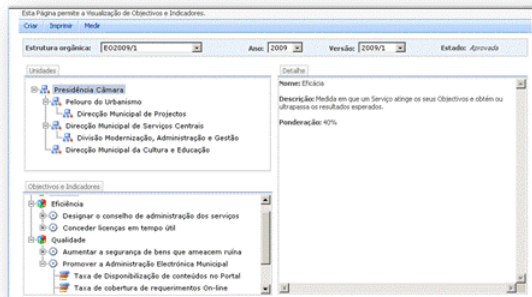 Esta Página permite a Visualização de Objectivos e Indicadores.
Criar Imprimir Medir
Estrutura orgânica: EO2009/1 Ano: 2009 Versão: 2009/1 Estado: Aprovada
Unidades
Presidência Câmara
Pelouro do Urbanismo
Direcção Municipal de Projectos
Direcção Municipal de Serviços Centrais
Divisão Modernização, Administração e Gestão
Direcção Municipal da Cultura e Educação
Objectivos e Indicadores
Eficiência
Designar o conselho de administração dos serviços
Conceder licenças em tempo útil
Qualidade
Aumentar a segurança de bens que ameacem ruína
Promover a Administração Electrónica Municipal
Taxa de Disponibilização de conteúdos no Portal
Taxa de cobertura de requerimentos On-line
Detalhe
Nome: Eficácia
Descrição: Medida em que um Serviço atinge os seus Objectivos e obtém ou
ultrapassa os resultados esperados.
Ponderação: 40%